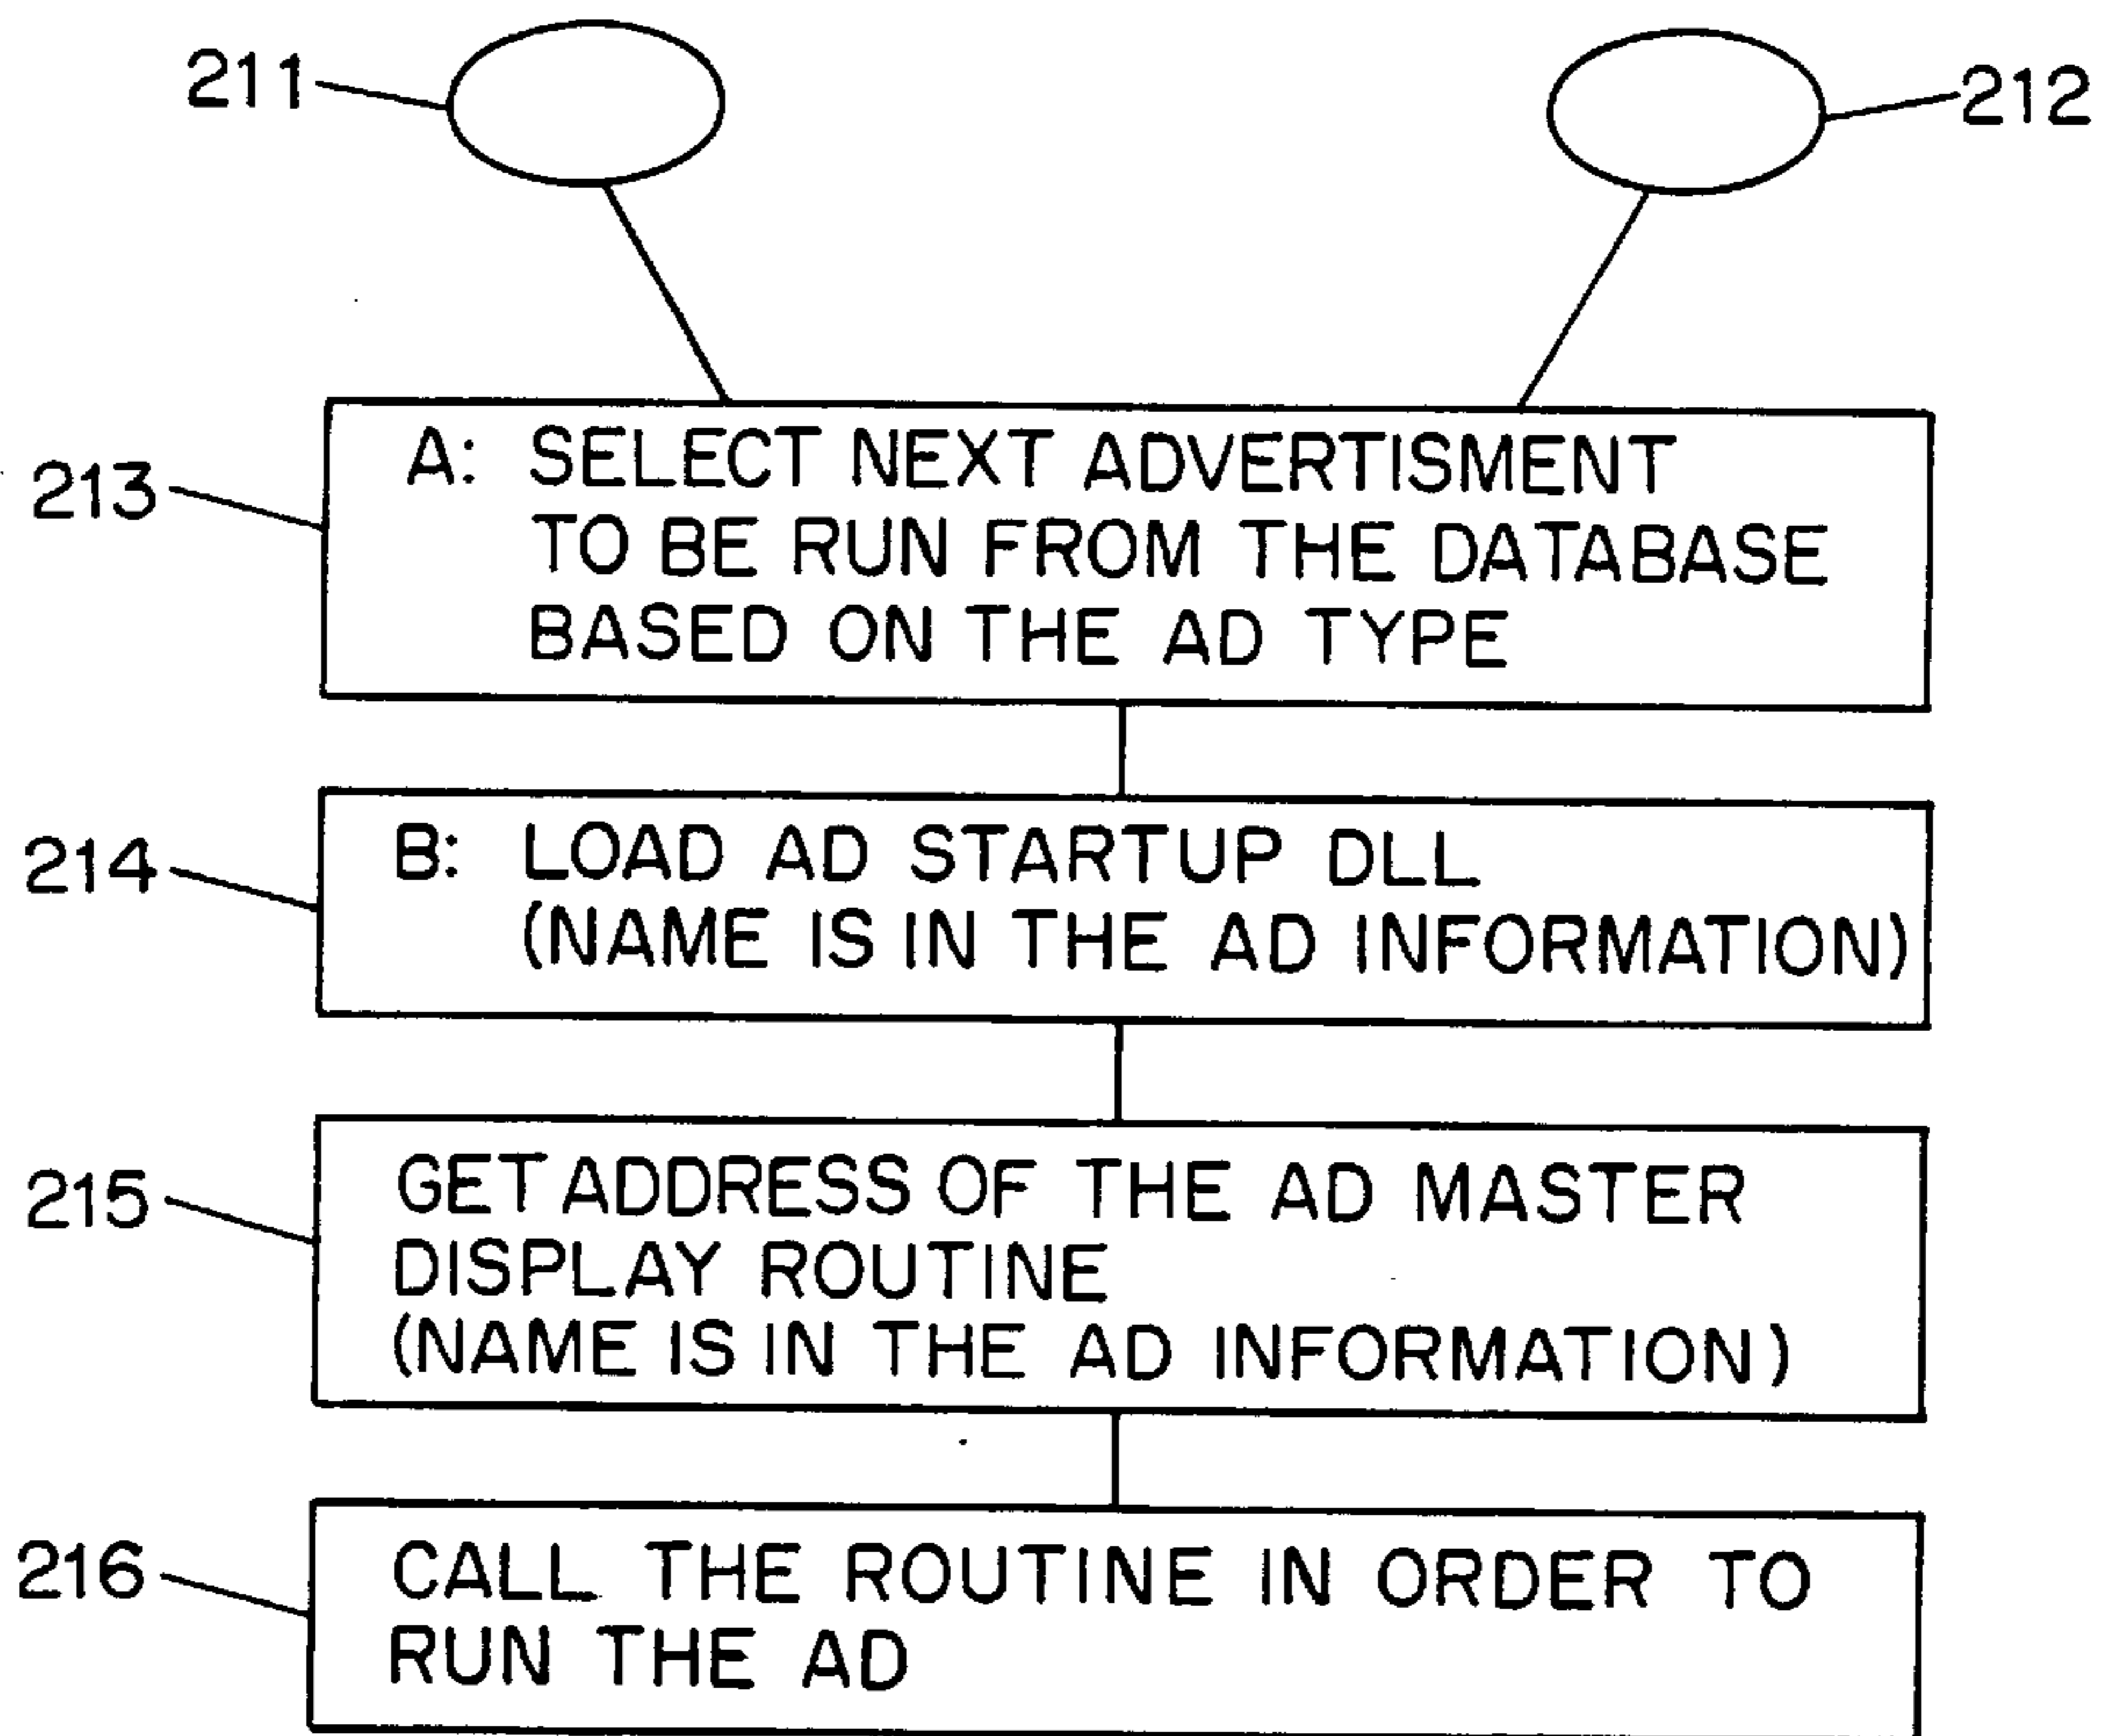 211
212
213
A: SELECT NEXT ADVERTISMENT
TO BE RUN FROM THE DATABASE
BASED ON THE AD TYPE
214
B: LOAD AD STARTUP DLL
(NAME IS IN THE AD INFORMATION)
215
GET ADDRESS OF THE AD MASTER
DISPLAY ROUTINE
(NAME IS IN THE AD INFORMATION)
216
CALL THE ROUTINE IN ORDER TO
RUN THE AD